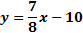 y = 7/8 x − 10